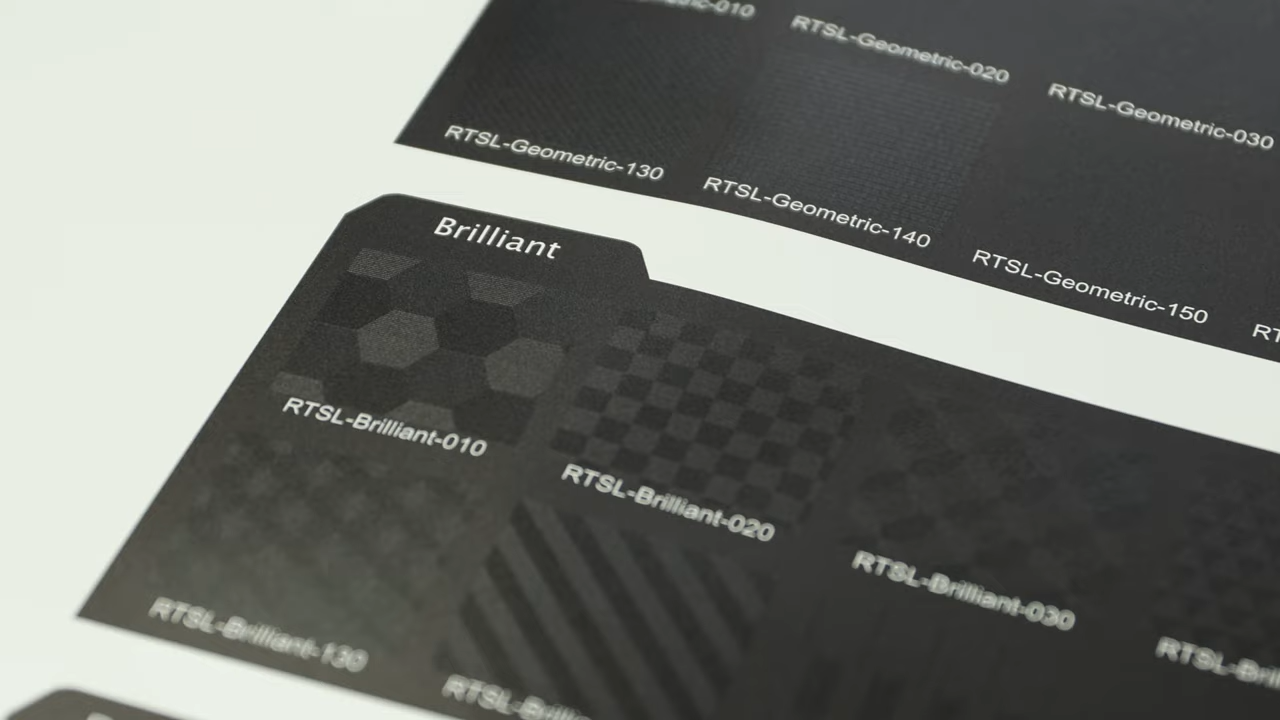 RTSL-Geometric-020
RTSL-Geometric-030
RTSL-Geometric-130
RTSL-Geometric-140
RTSL-Geometric-150
Brilliant
RTSL-Brilliant-010
RTSL-Brilliant-020
RTSL-Brilliant-030
RTSL-Brilliant-130